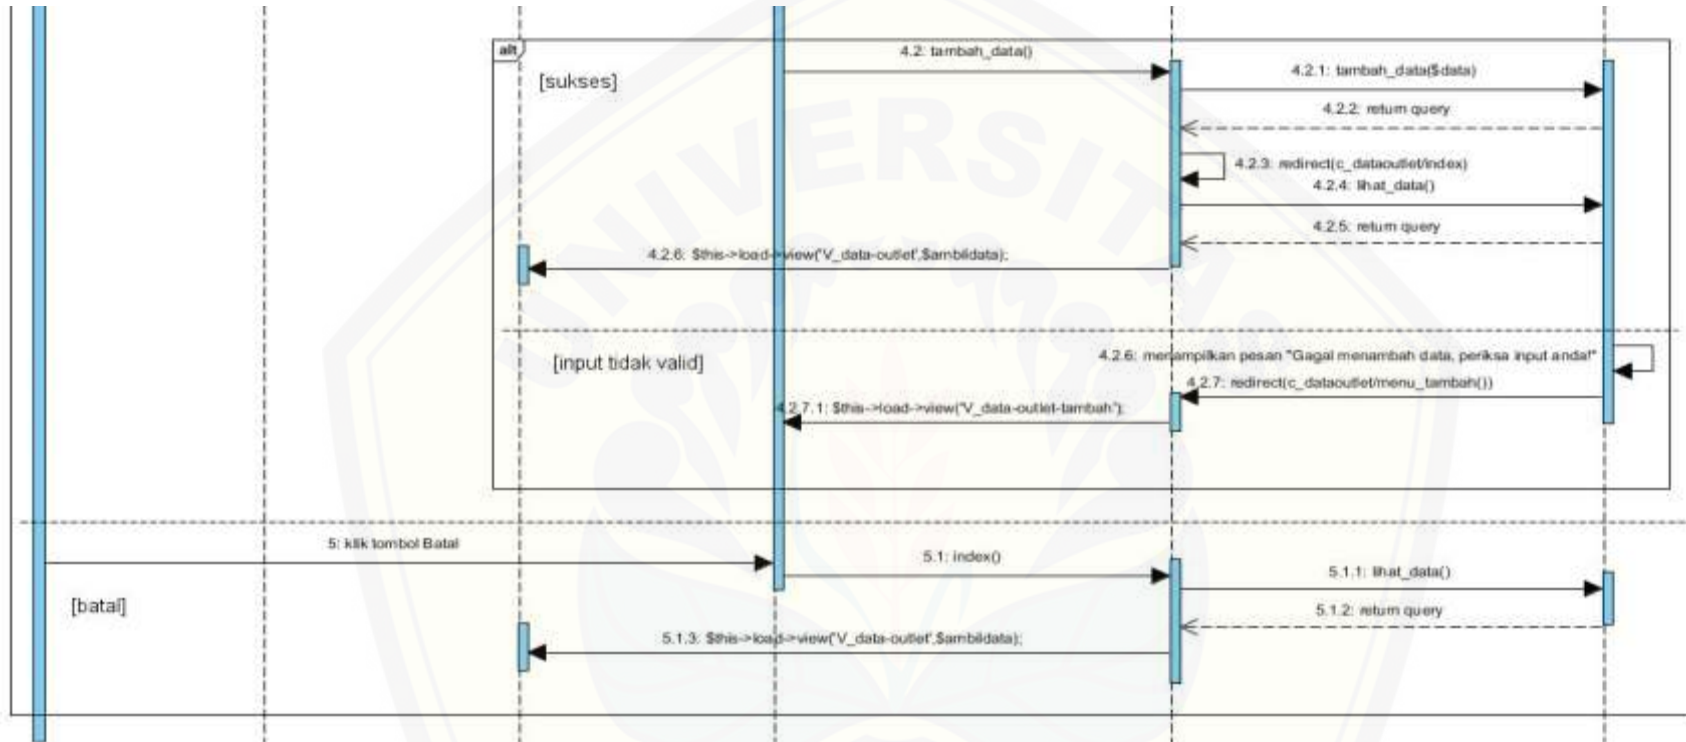 alt
4.2: tambah_data()
[sukses]
4.2.1: tambah_data($data)
4.2.2: return query
4.2.3: redirect(c_dataoutlet/index)
4.2.4: lihat_data()
4.2.5: return query
4.2.6: $this->load->view('V_data-outlet',$ambildata);
[input tidak valid]
4.2.6: menampilkan pesan "Gagal menambah data, periksa input anda!"
4.2.7: redirect(c_dataoutlet/menu_tambah())
4.2.7.1: $this->load->view("V_data-outlet-tambah");
5: klik tombol Batal
5.1: index()
5.1.1: lihat_data()
[batal]
5.1.2: return query
5.1.3: $this->load->view('V_data-outlet',$ambildata);
UNIVERSITAS